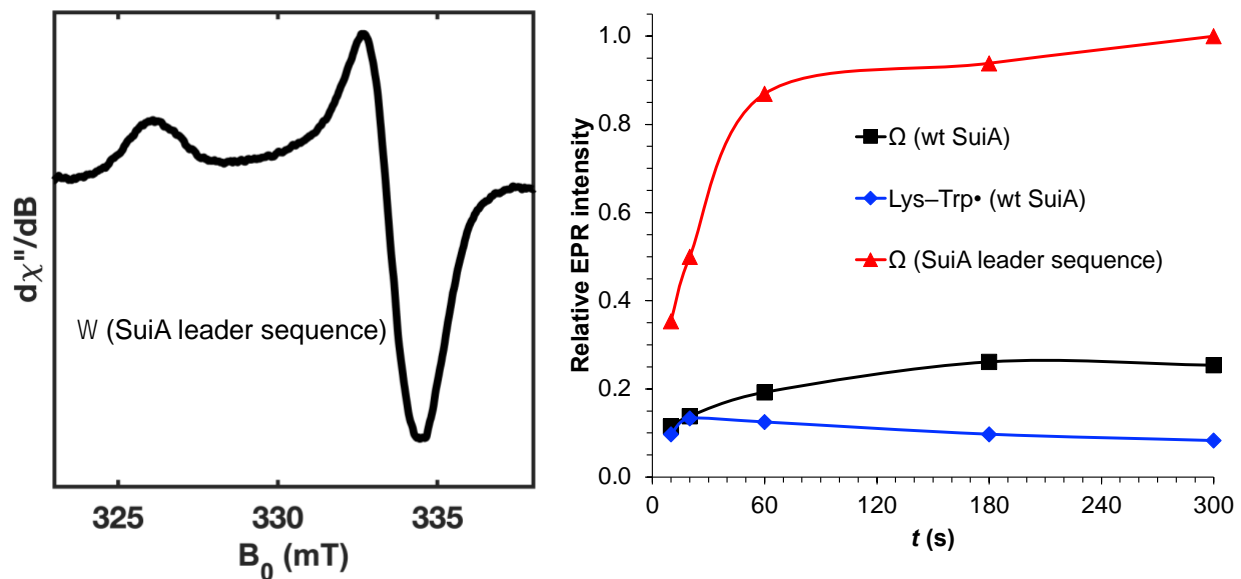 dχ"/dB
W (SuiA leader sequence)
325
330
335
B0 (mT)
Relative EPR intensity
1.0
0.8
0.6
0.4
0.2
0.0
Ω (wt SuiA)
Lys–Trp• (wt SuiA)
Ω (SuiA leader sequence)
0
60
120
180
240
300
t (s)